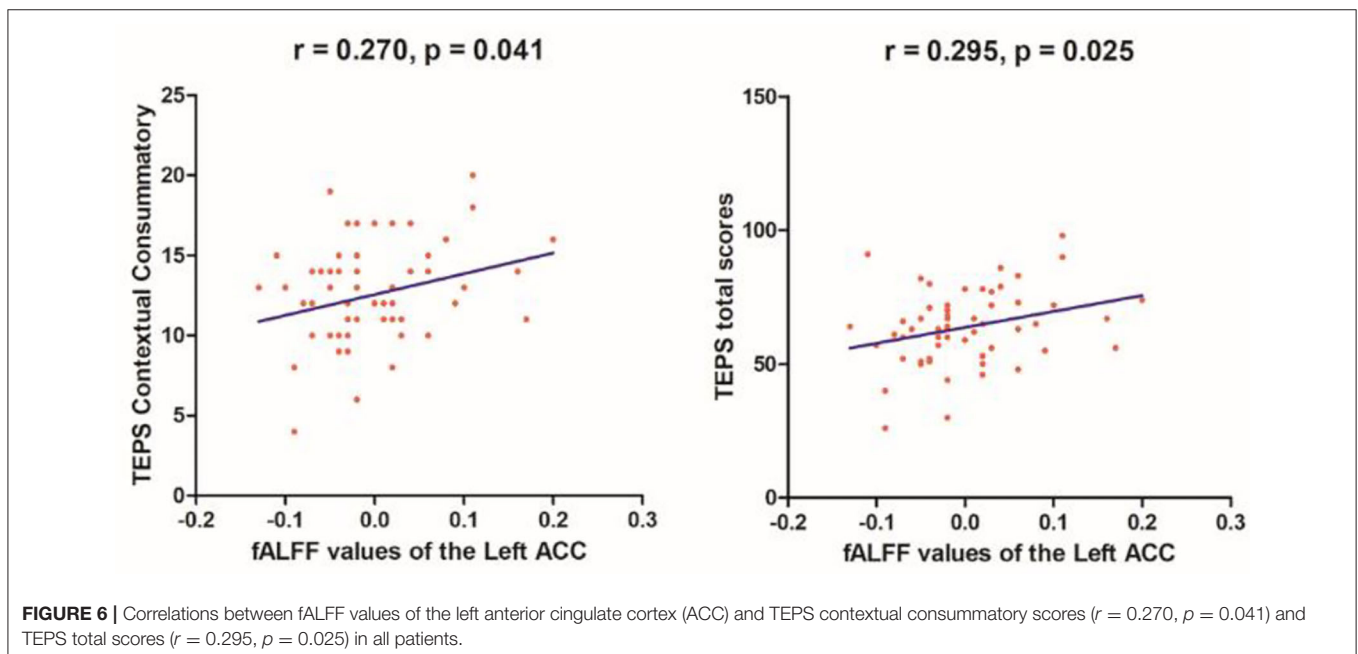 r = 0.270, p = 0.041
25
20
15
10
5
0
TEPS Contextual Consummatory
-0.2 -0.1 0.0 0.1 0.2 0.3
fALFF values of the Left ACC
r = 0.295, p = 0.025
150
100
50
0
TEPS total scores
-0.2 -0.1 0.0 0.1 0.2 0.3
fALFF values of the Left ACC
FIGURE 6 | Correlations between fALFF values of the left anterior cingulate cortex (ACC) and TEPS contextual consummatory scores (r = 0.270, p = 0.041) and
TEPS total scores (r = 0.295, p = 0.025) in all patients.